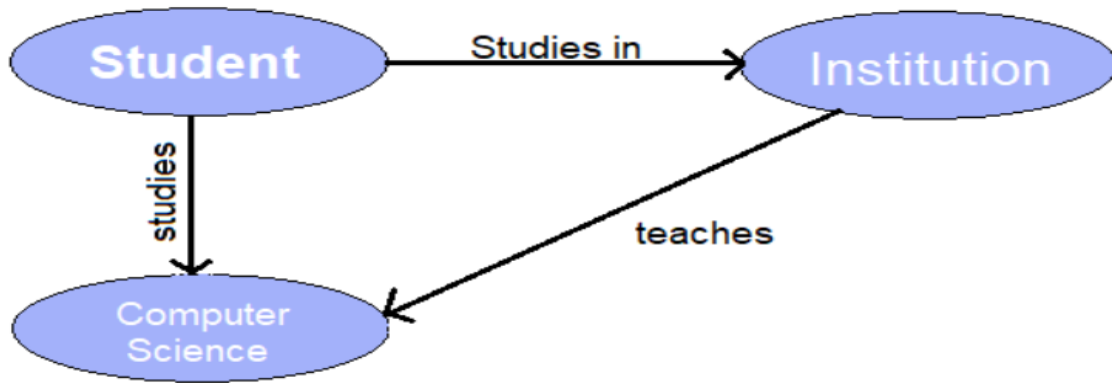 Student
Studies in
Institution
studies
teaches
Computer
Science